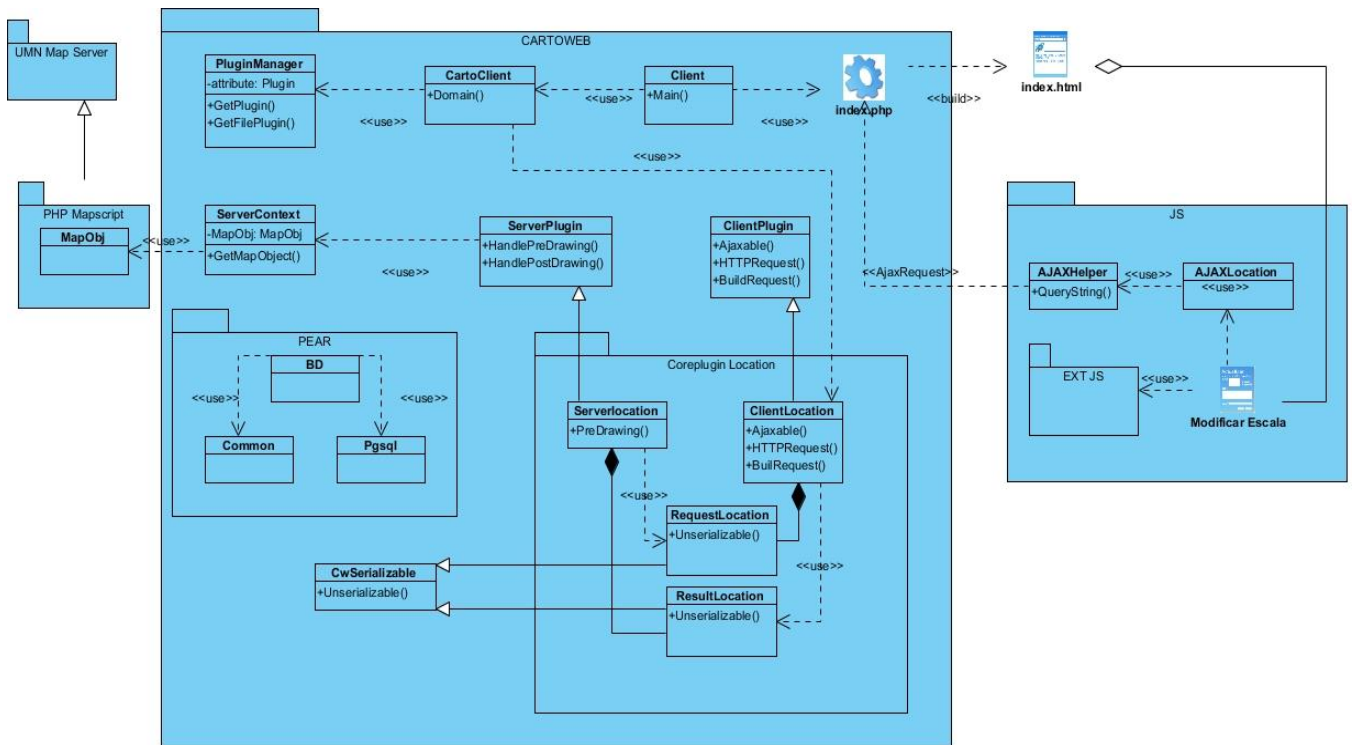 UMN Map Server
CARTOWEB
PluginManager
-attribute: Plugin
+GetPlugin()
+GetFilePlugin()
<<use>>
CartoClient
+Domain()
<<use>>
Client
+Main()
<<use>>
index.php
<<build>>
index.html
<<use>>
PHP Mapscript
MapObj
<<use>>
ServerContext
-MapObj: MapObj
+GetMapObject()
<<use>>
ServerPlugin
+HandlePreDrawing()
+HandlePostDrawing()
ClientPlugin
+Ajaxable()
+HTTPRequest()
+BuildRequest()
<<AjaxRequest>>
JS
AJAXHelper
+QueryString()
<<use>>
AJAXLocation
<<use>>
EXT JS
<<use>>
Modificar Escala
PEAR
BD
<<use>>
<<use>>
Common
Pgsql
Coreplugin Location
Serverlocation
+PreDrawing()
ClientLocation
+Ajaxable()
+HTTPRequest()
+BuilRequest()
<<use>>
RequestLocation
+Unserializable()
<<use>>
CwSerializable
+Unserializable()
ResultLocation
+Unserializable()